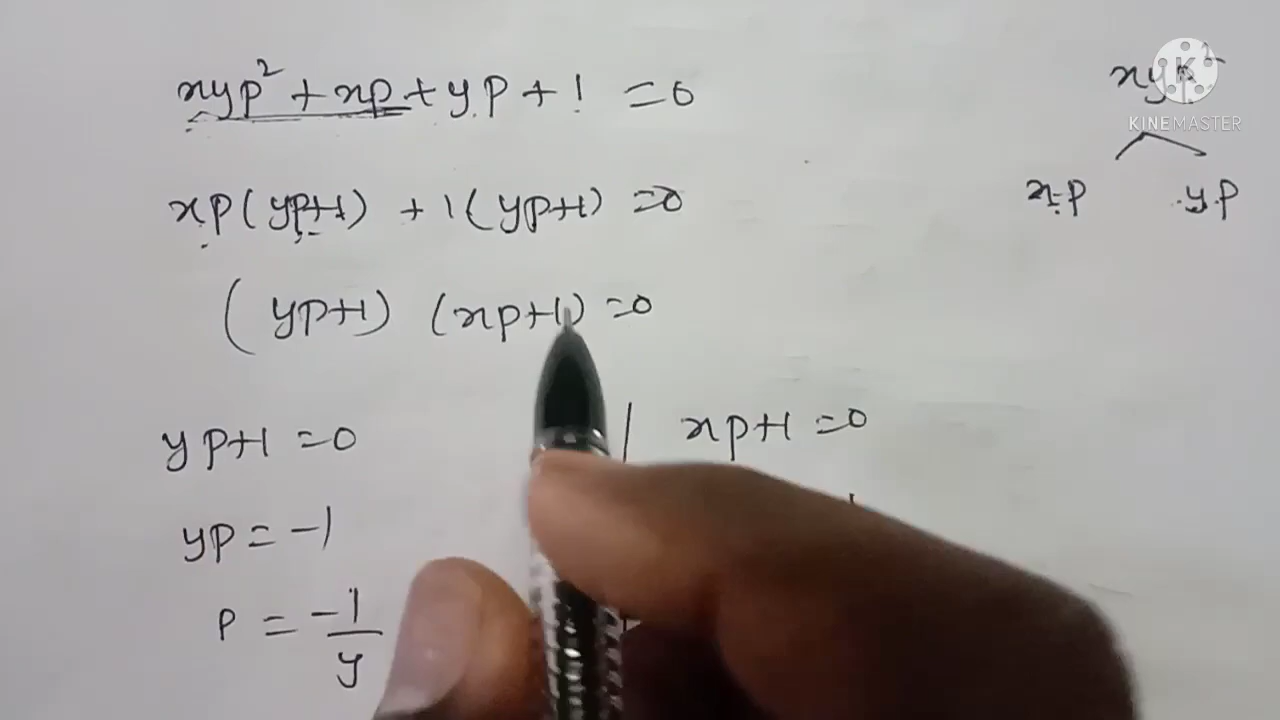 xyp² + xp + yp + 1 = 0
xp(yp+1) + 1(yp+1) = 0
(yp+1) (xp+1) = 0
yp+1 = 0
yp = -1
p = -1/y
xp+1 = 0
K
KINEMASTER
x.p y.p